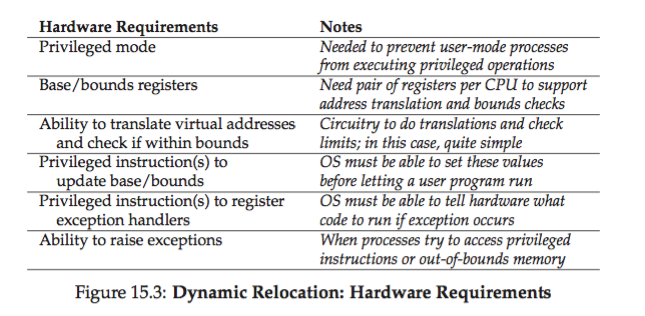 Hardware Requirements Notes
Privileged mode Needed to prevent user-mode processes
from executing privileged operations
Base/bounds registers Need pair of registers per CPU to support
address translation and bounds checks
Ability to translate virtual addresses Circuitry to do translations and check
and check if within bounds limits; in this case, quite simple
Privileged instruction(s) to OS must be able to set these values
update base/bounds before letting a user program run
Privileged instruction(s) to register OS must be able to tell hardware what
exception handlers code to run if exception occurs
Ability to raise exceptions When processes try to access privileged
instructions or out-of-bounds memory
Figure 15.3: Dynamic Relocation: Hardware Requirements